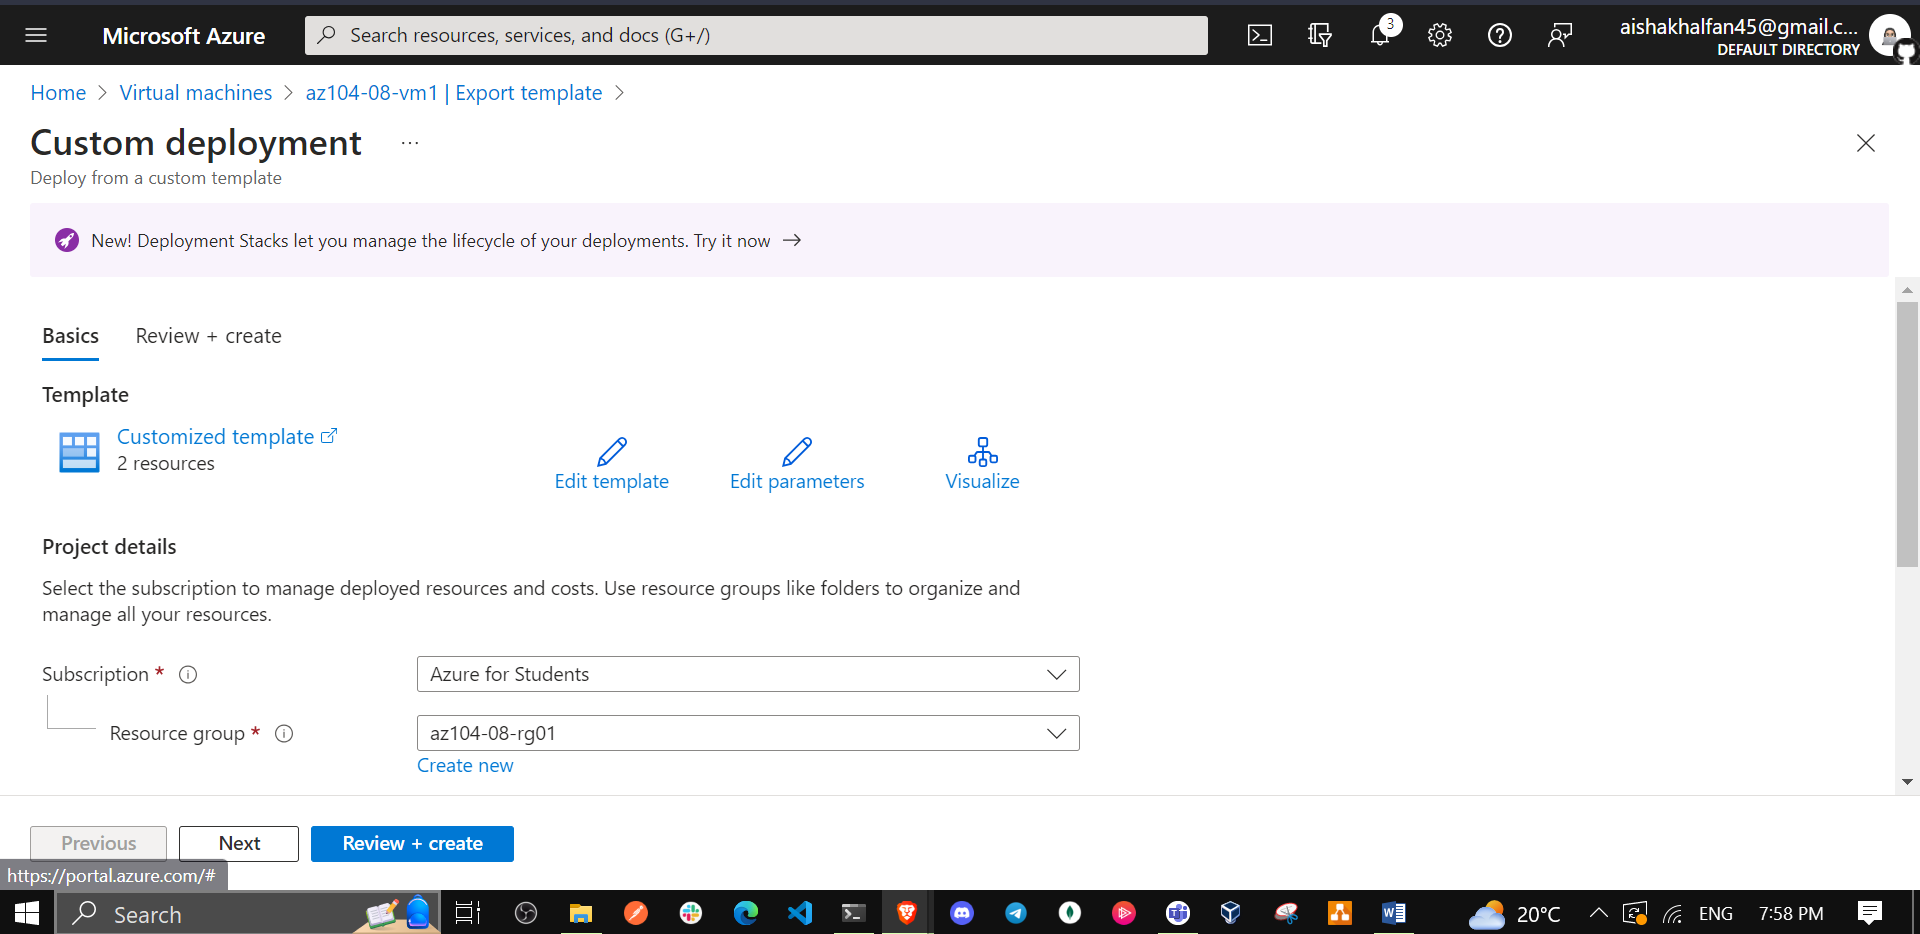 Microsoft Azure
Search resources, services, and docs (G+/)
3
aishakhalfan45@gmail.c...
DEFAULT DIRECTORY
Home > Virtual machines > az104-08-vm1 | Export template >
Custom deployment ...
Deploy from a custom template
New! Deployment Stacks let you manage the lifecycle of your deployments. Try it now →
Basics
Review + create
Template
Customized template
2 resources
Edit template
Edit parameters
Visualize
Project details
Select the subscription to manage deployed resources and costs. Use resource groups like folders to organize and
manage all your resources.
Subscription *
Azure for Students
Resource group *
az104-08-rg01
Create new
Previous
Next
Review + create
https://portal.azure.com/#
Search
20°C
ENG
7:58 PM